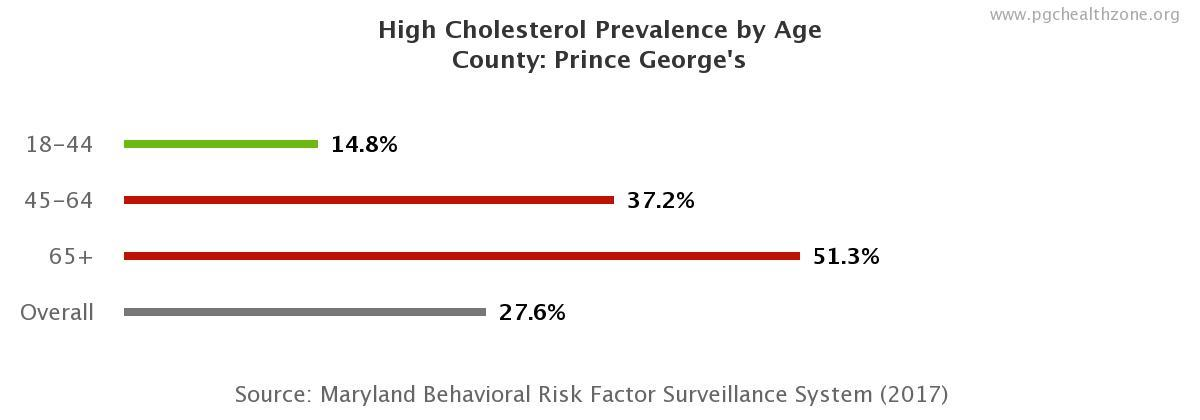 www.pgchealthzone.org
High Cholesterol Prevalence by Age
County: Prince George's
18-44 14.8%
45-64 37.2%
65+ 51.3%
Overall 27.6%
Source: Maryland Behavioral Risk Factor Surveillance System (2017)